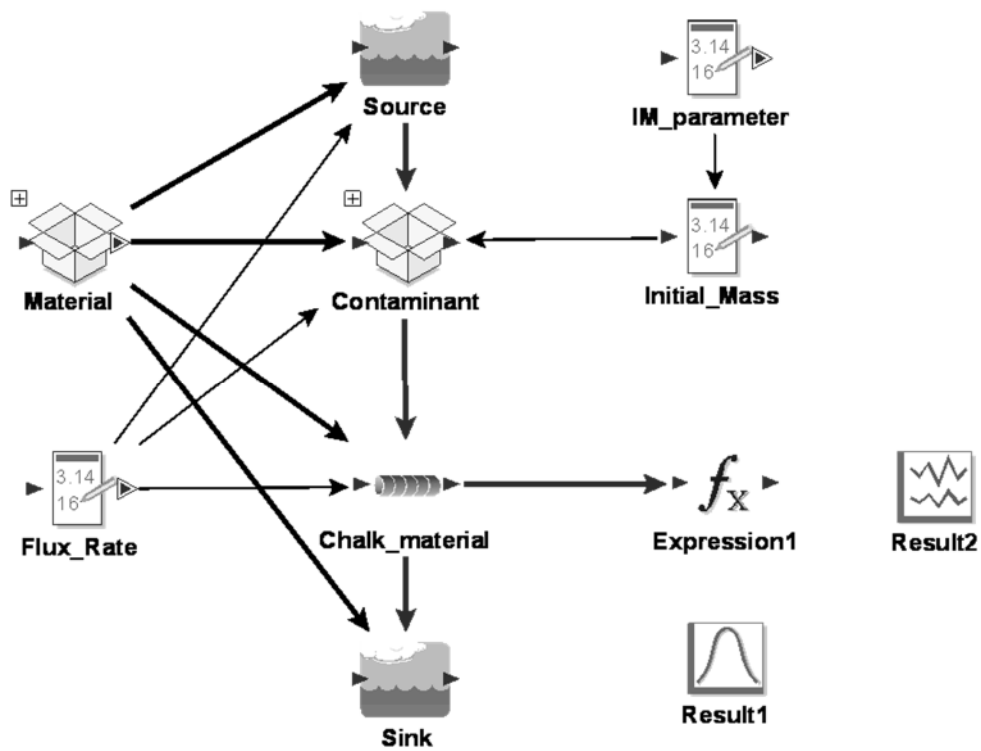 3.14
16
Source
IM_parameter
3.14
16
Material
Contaminant
Initial_Mass
3.14
16
Flux_Rate
Chalk_material
fx
Expression1
Result2
Result1
Sink